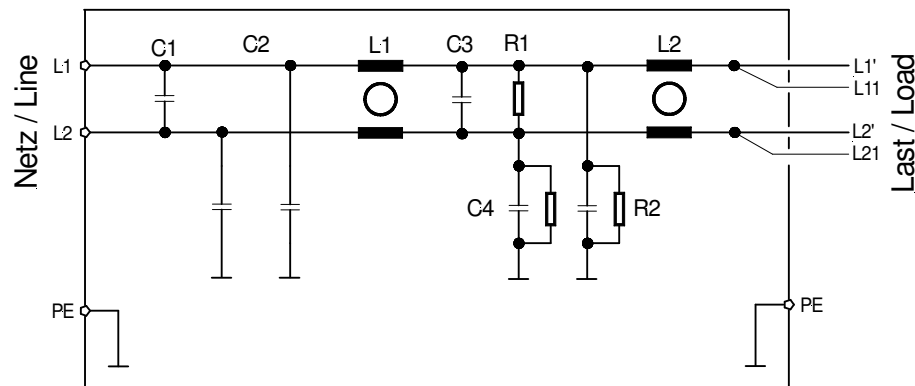 C1
C2
L1
C3
R1
L2
L1
L1'
L11
Netz / Line
Last / Load
L2
L2'
L21
C4
R2
PE
PE